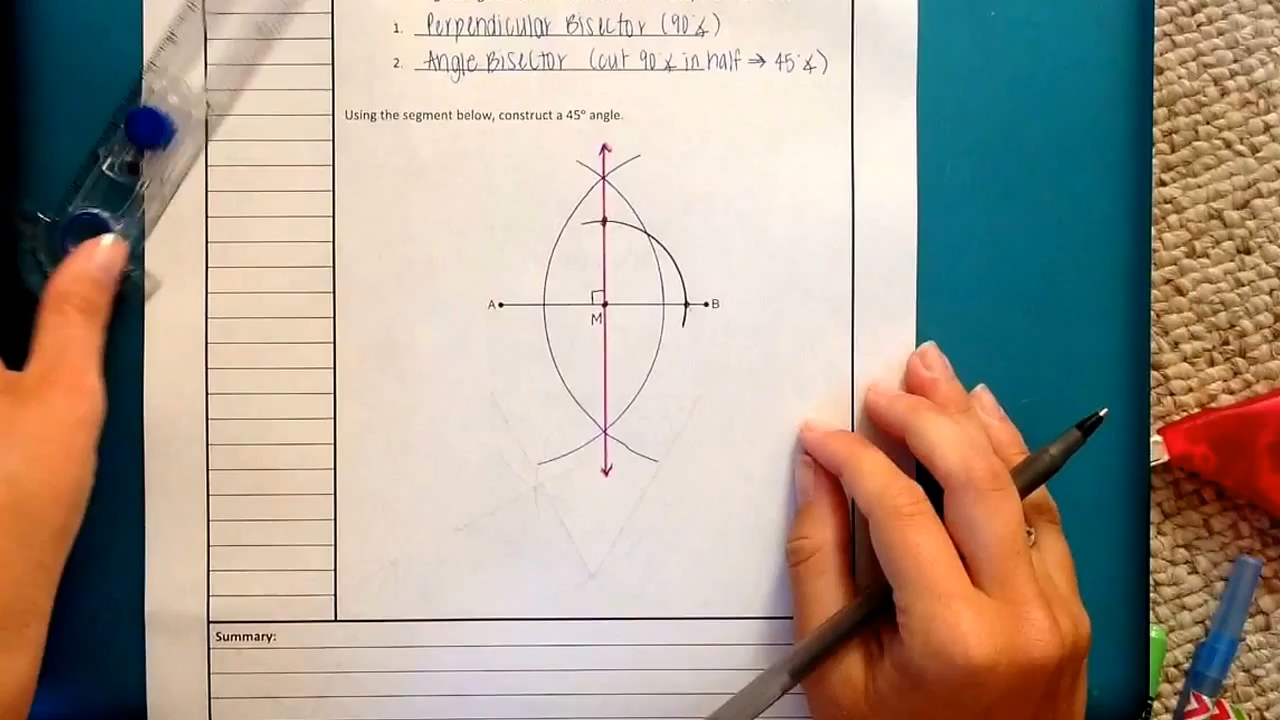 1. Perpendicular Bisector (90°∡)
2. Angle Bisector (cut 90°∡ in half → 45°∡)
Using the segment below, construct a 45° angle.
A B
M
Summary: